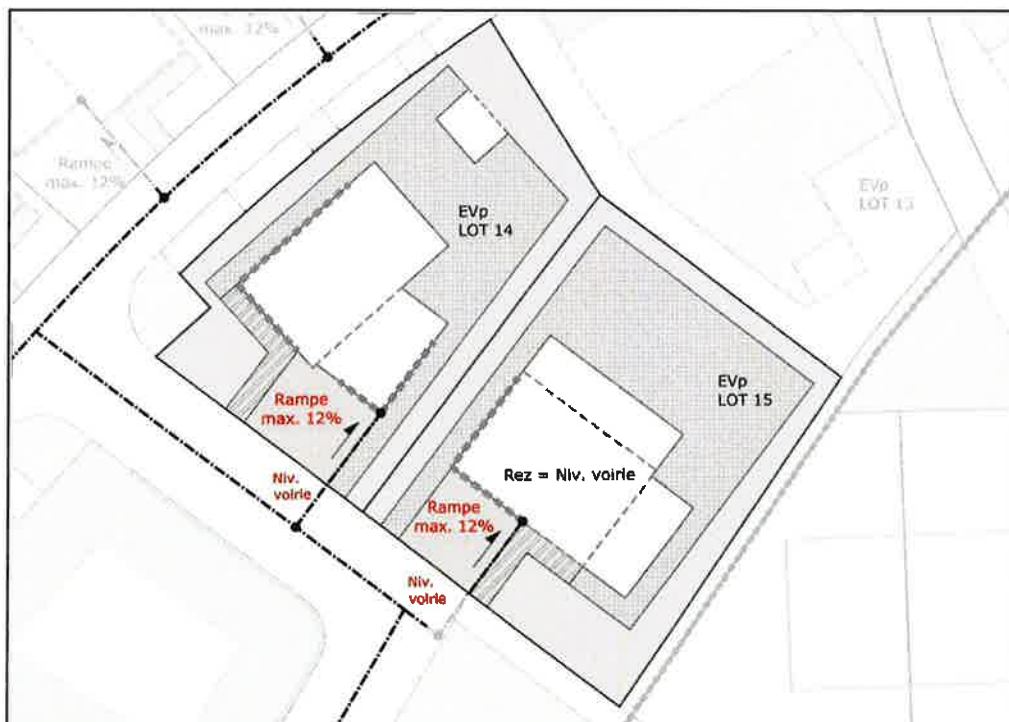 max. 12%
Rampe
max. 12%
EVp
LOT 13
EVp
LOT 14
EVp
LOT 15
Rampe
max. 12%
Rez = Niv. voirie
Niv.
voirie
Rampe
max. 12%
Niv.
voirie